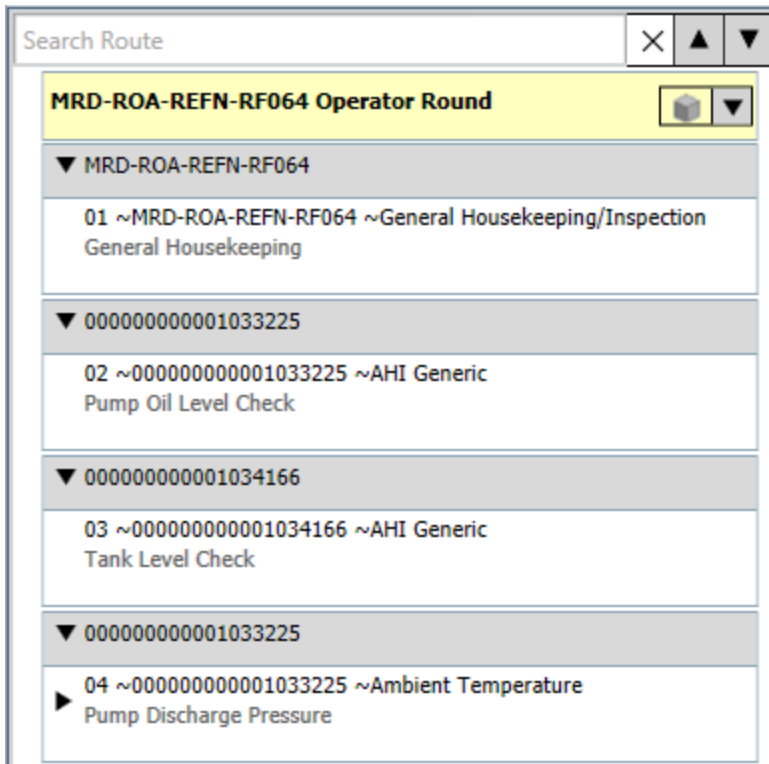 Search Route
MRD-ROA-REFN-RF064 Operator Round
MRD-ROA-REFN-RF064
01 ~MRD-ROA-REFN-RF064 ~General Housekeeping/Inspection
General Housekeeping
000000000001033225
02 ~000000000001033225 ~AHI Generic
Pump Oil Level Check
000000000001034166
03 ~000000000001034166 ~AHI Generic
Tank Level Check
000000000001033225
04 ~000000000001033225 ~Ambient Temperature
Pump Discharge Pressure